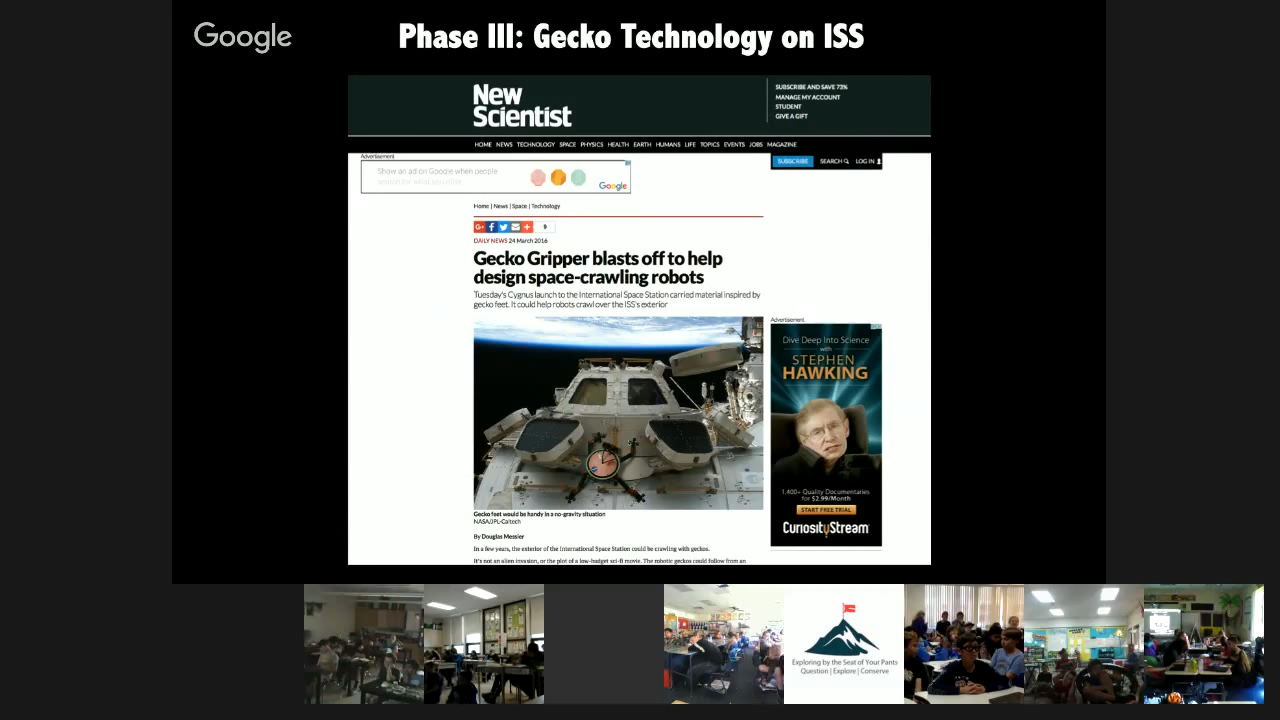 Google
Phase III: Gecko Technology on ISS
New
Scientist
SUBSCRIBE AND SAVE 73%
MANAGE MY ACCOUNT
STUDENT
GIVE A GIFT
HOME NEWS TECHNOLOGY SPACE PHYSICS HEALTH EARTH HUMANS LIFE TOPICS EVENTS JOBS MAGAZINE
Advertisement
SUBSCRIBE SEARCH LOG IN
Show an ad on Google when people
search for what you offer.
Google
Home | News | Space | Technology
G+ f 9
DAILY NEWS 24 March 2016
Gecko Gripper blasts off to help
design space-crawling robots
Tuesday's Cygnus launch to the International Space Station carried material inspired by
gecko feet. It could help robots crawl over the ISS's exterior
Gecko feet would be handy in a no-gravity situation
NASA/JPL-Caltech
By Douglas Messier
In a few years, the exterior of the International Space Station could be crawling with geckos.
It's not an alien invasion, or the plot of a low-budget sci-fi movie. The robotic geckos could follow from an
Advertisement
Dive Deep Into Science
with
STEPHEN
HAWKING
1,400+ Quality Documentaries
for $2.99/Month
START FREE TRIAL
CuriosityStream
Exploring by the Seat of Your Pants
Question | Explore | Conserve